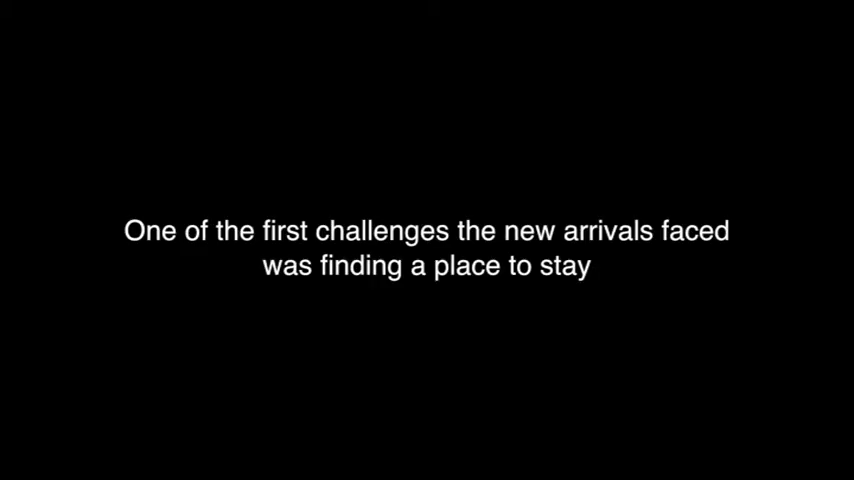 One of the first challenges the new arrivals faced
was finding a place to stay